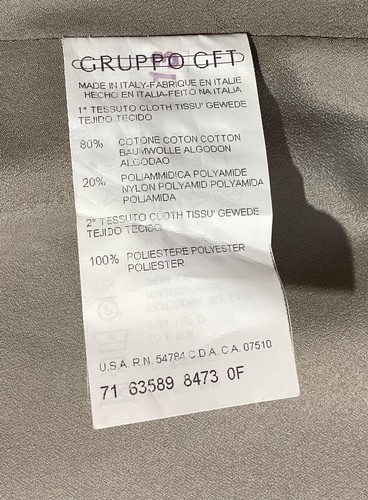 GRUPPO GFT
MADE IN ITALY-FABRIQUE EN ITALIE
HECHO EN ITALIA-FEITO NA ITALIA
1° TESSUTO CLOTH TISSU' GEWEDE
TEJIDO TECIDO
80% COTONE COTON COTTON
BAUMWOLLE ALGODON
ALGODAO
20% POLIAMMIDICA POLYAMIDE
NYLON POLYAMID POLYAMIDA
POLIAMIDA
2° TESSUTO CLOTH TISSU' GEWEDE
TEJIDO TECIDO
100% POLIESTERE POLYESTER
POLIESTER
U.S.A. R.N. 54784 C.D.A. C.A. 07510
71 63589 8473 0F